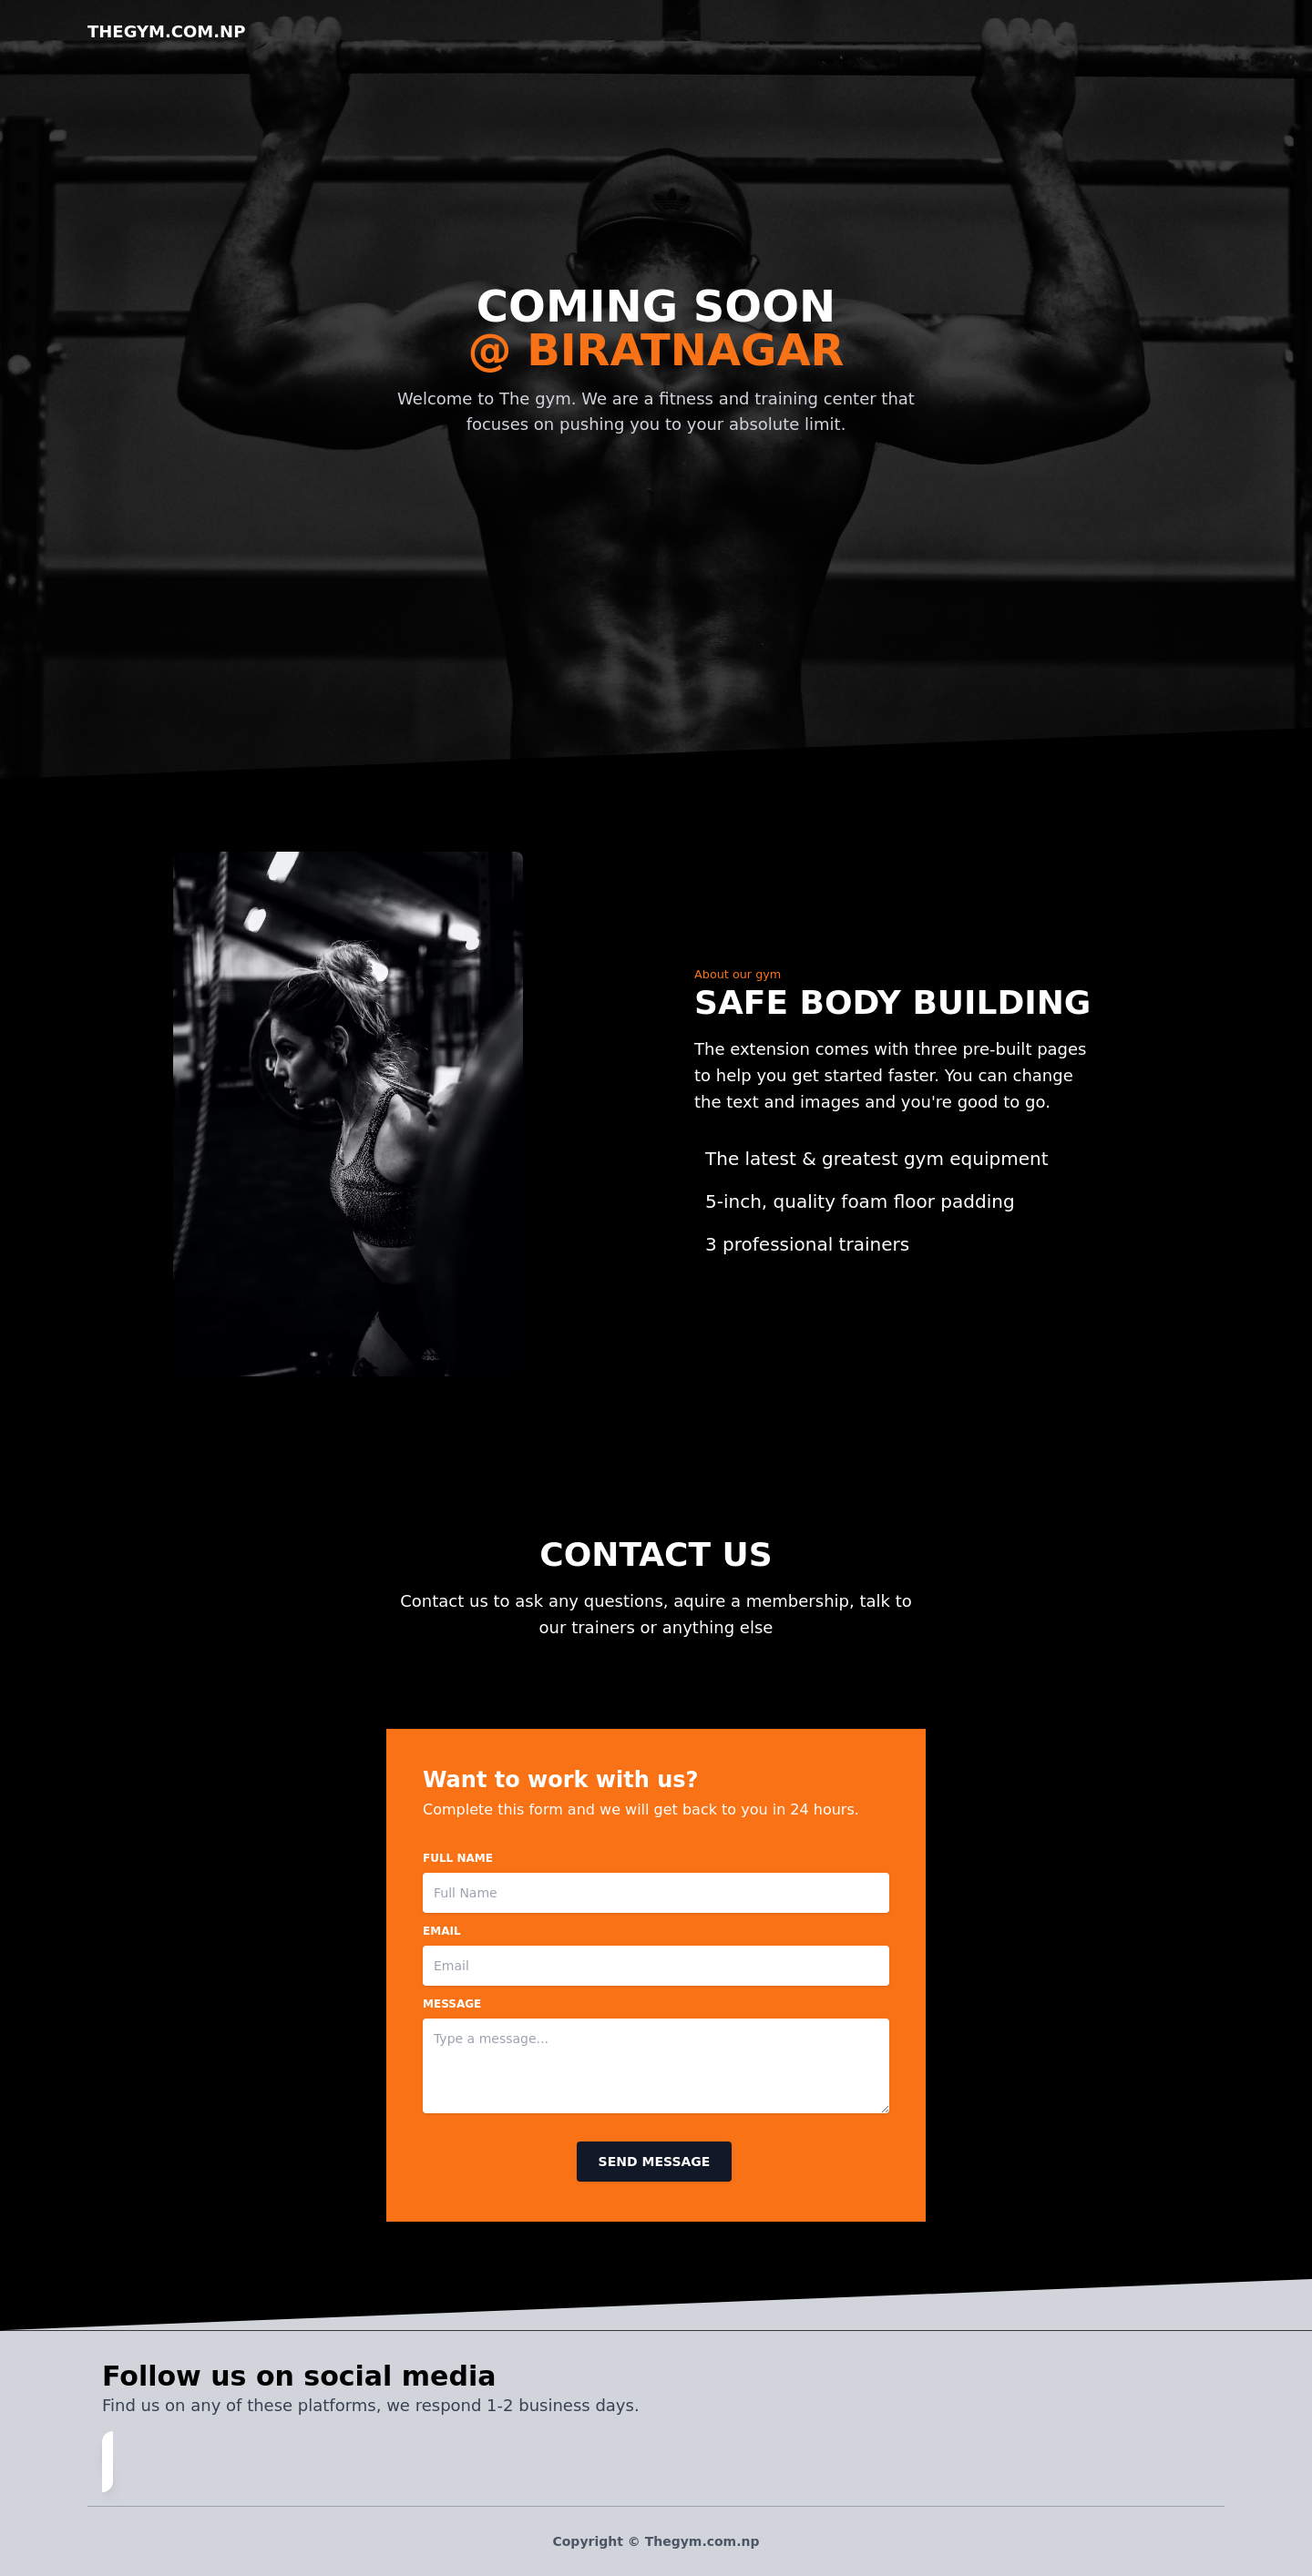 THEGYM.COM.NP
COMING SOON
@ BIRATNAGAR
Welcome to The gym. We are a fitness and training center that
focuses on pushing you to your absolute limit.
About our gym
SAFE BODY BUILDING
The extension comes with three pre-built pages
to help you get started faster. You can change
the text and images and you're good to go.
The latest & greatest gym equipment
5-inch, quality foam floor padding
3 professional trainers
CONTACT US
Contact us to ask any questions, aquire a membership, talk to
our trainers or anything else
Want to work with us?
Complete this form and we will get back to you in 24 hours.
FULL NAME
Full Name
EMAIL
Email
MESSAGE
Type a message...
SEND MESSAGE
Follow us on social media
Find us on any of these platforms, we respond 1-2 business days.
Copyright © Thegym.com.np